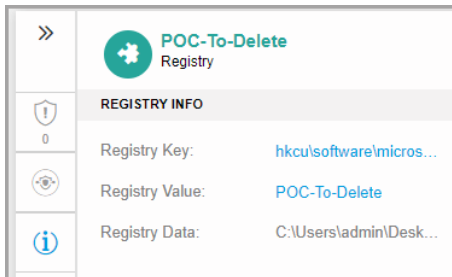 »
POC-To-Delete
Registry
REGISTRY INFO
0
Registry Key: hkcu\software\micros...
Registry Value: POC-To-Delete
Registry Data: C:\Users\admin\Desk...